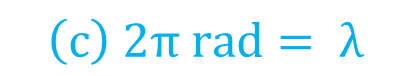 (c) 2π rad = λ